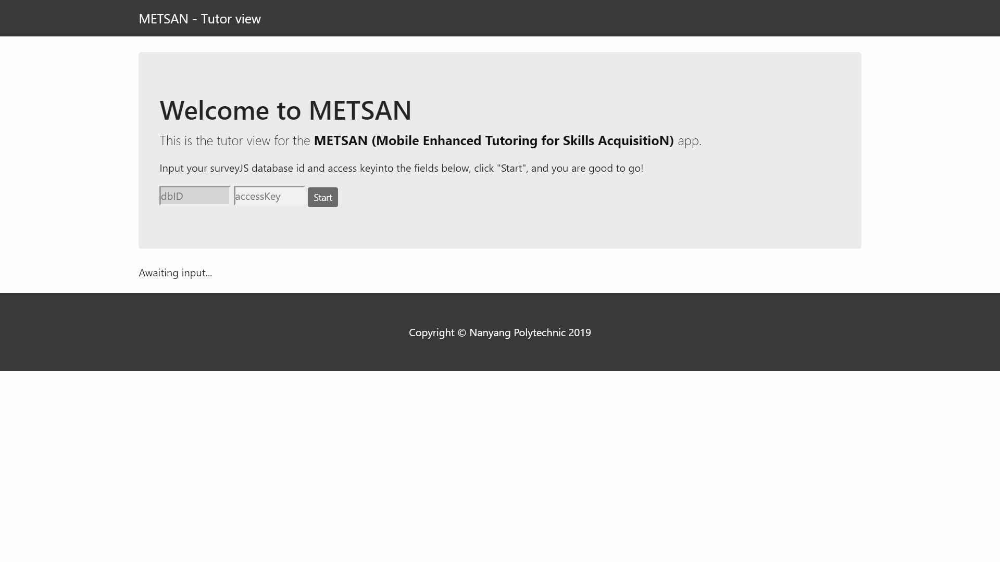 METSAN - Tutor view
Welcome to METSAN
This is the tutor view for the METSAN (Mobile Enhanced Tutoring for Skills AcquisitioN) app.
Input your surveyJS database id and access keyinto the fields below, click "Start", and you are good to go!
dbID accessKey Start
Awaiting input...
Copyright © Nanyang Polytechnic 2019